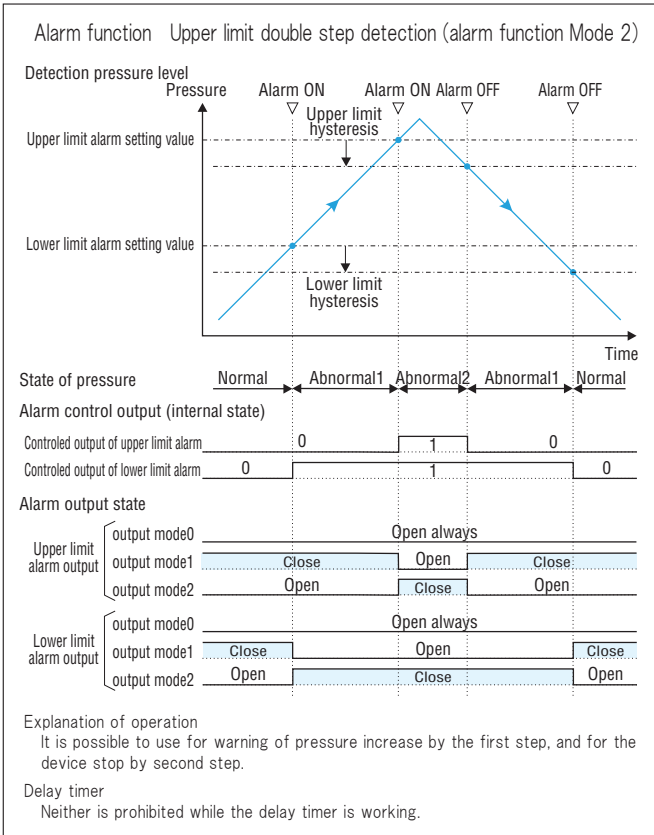 Alarm function Upper limit double step detection (alarm function Mode 2)
Detection pressure level
Pressure
Alarm ON
Alarm ON
Alarm OFF
Alarm OFF
Upper limit
hysteresis
Upper limit alarm setting value
Lower limit alarm setting value
Lower limit
hysteresis
Time
State of pressure
Normal
Abnormal1
Abnormal2
Abnormal1
Normal
Alarm control output (internal state)
Controled output of upper limit alarm
0
1
0
Controled output of lower limit alarm
0
1
0
Alarm output state
Upper limit
alarm output
output mode0
Open always
output mode1
Close
Open
Close
output mode2
Open
Close
Open
Lower limit
alarm output
output mode0
Open always
output mode1
Close
Open
Close
output mode2
Open
Close
Open
Explanation of operation
It is possible to use for warning of pressure increase by the first step, and for the
device stop by second step.
Delay timer
Neither is prohibited while the delay timer is working.